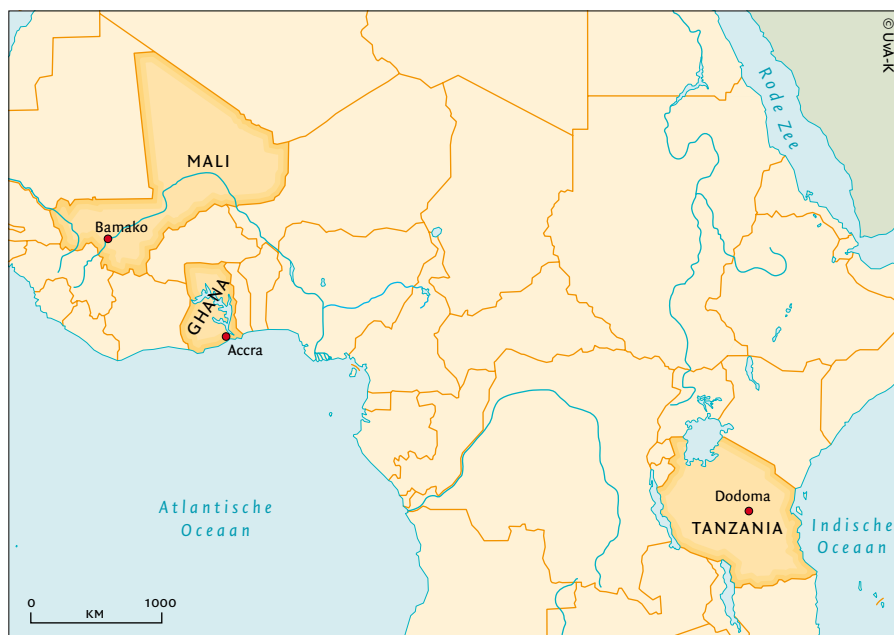 © UvA-K
Rode Zee
MALI
Bamako
GHANA
Accra
Dodoma
TANZANIA
Atlantische
Oceaan
Indische
Oceaan
0 1000
KM